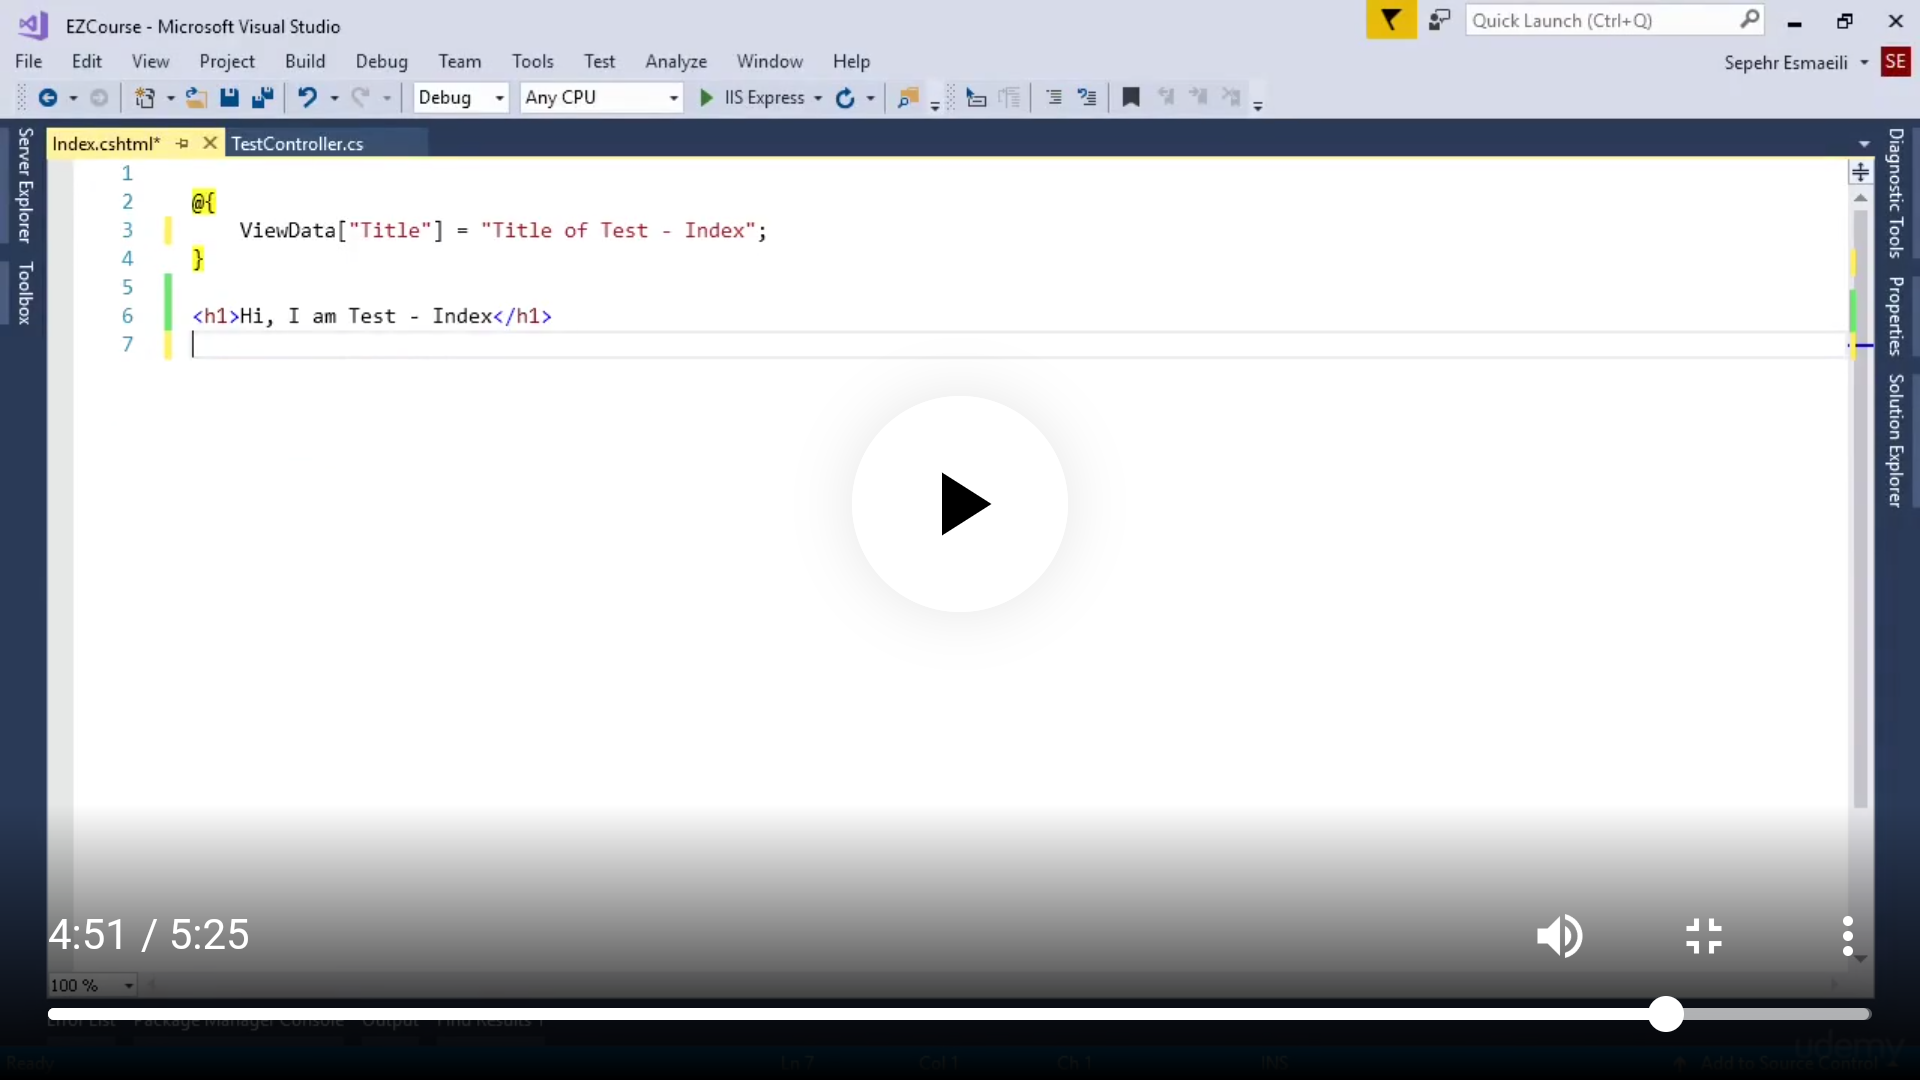 EZCourse - Microsoft Visual Studio
Quick Launch (Ctrl+Q)
File Edit View Project Build Debug Team Tools Test Analyze Window Help
Sepehr Esmaeili SE
Debug Any CPU IIS Express
Index.cshtml* TestController.cs
Server Explorer
Toolbox
Diagnostic Tools
Properties
Solution Explorer
1
2 @{
3 ViewData["Title"] = "Title of Test - Index";
4 }
5
6 <h1>Hi, I am Test - Index</h1>
7
4:51 / 5:25
100 %
Error List Package Manager Console Output Find Results 1
Ready Ln 7 Col 1 Ch 1 INS Add to Source Control
udemy